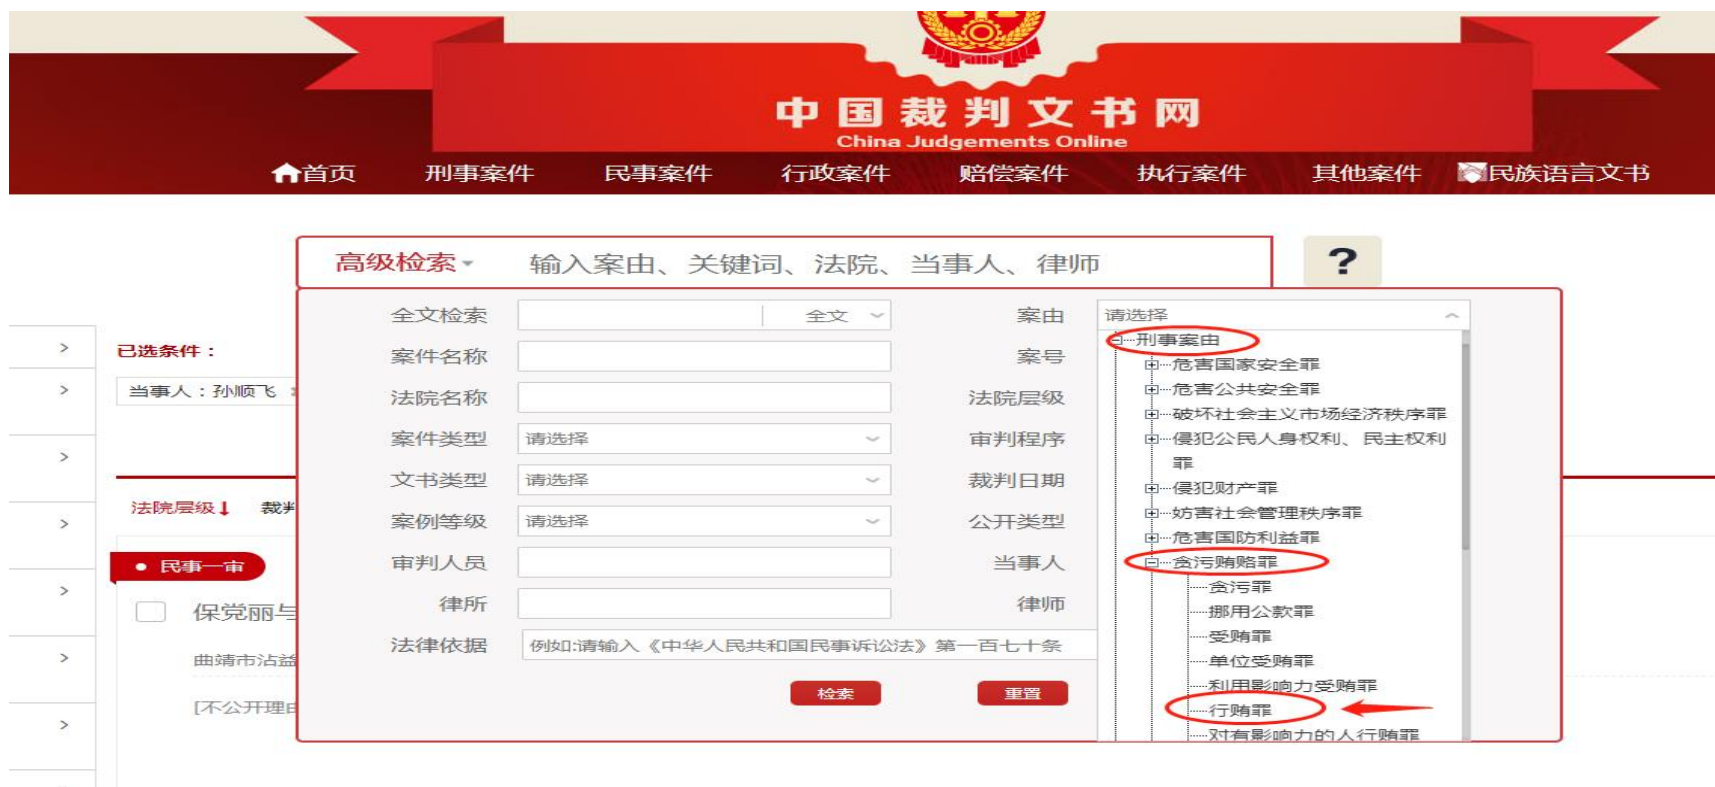 中国裁判文书网
China Judgements Online
首页 刑事案件 民事案件 行政案件 赔偿案件 执行案件 其他案件 民族语言文书
高级检索 输入案由、关键词、法院、当事人、律师 ?
全文检索 全文 案由 请选择
案件名称 案号
法院名称 法院层级
案件类型 请选择 审判程序
文书类型 请选择 裁判日期
案例等级 请选择 公开类型
审判人员 当事人
律所 律师
法律依据 例如:请输入《中华人民共和国民事诉讼法》第一百七十条
检索 重置
刑事案由
危害国家安全罪
危害公共安全罪
破坏社会主义市场经济秩序罪
侵犯公民人身权利、民主权利
罪
侵犯财产罪
妨害社会管理秩序罪
危害国防利益罪
贪污贿赂罪
贪污罪
挪用公款罪
受贿罪
单位受贿罪
利用影响力受贿罪
行贿罪
对有影响力的人行贿罪
已选条件：
当事人：孙顺飞
法院层级 裁判
民事一审
保党丽与
曲靖市沾益
[不公开理由